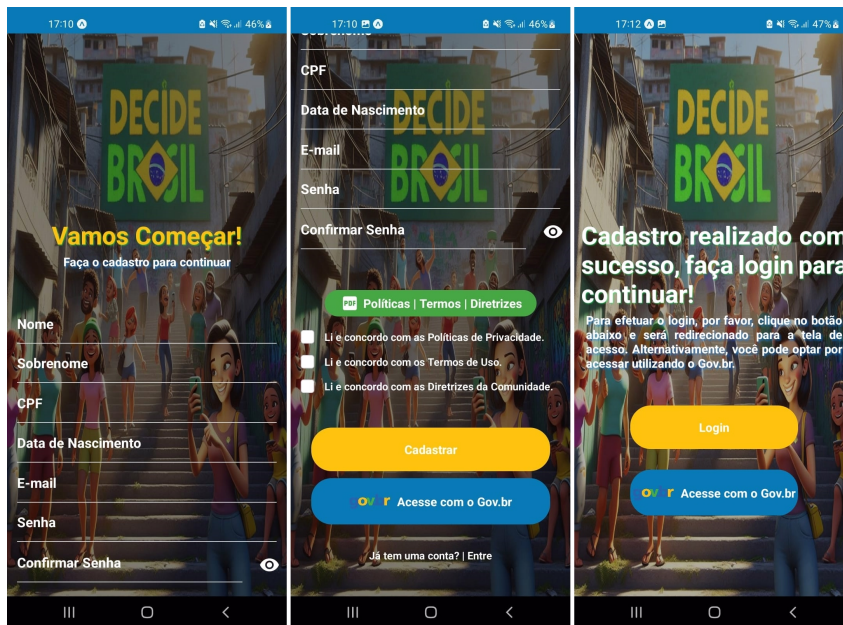 17:10
46%
DECIDE
BRASIL
Vamos Começar!
Faça o cadastro para continuar
Nome
Sobrenome
CPF
Data de Nascimento
E-mail
Senha
Confirmar Senha
17:10
46%
Sobrenome
CPF
DECIDE
Data de Nascimento
E-mail
BRASIL
Senha
Confirmar Senha
PDF Políticas | Termos | Diretrizes
Li e concordo com as Políticas de Privacidade.
Li e concordo com os Termos de Uso.
Li e concordo com as Diretrizes da Comunidade.
Cadastrar
Acesse com o Gov.br
Já tem uma conta? | Entre
17:12
47%
DECIDE
BRASIL
Cadastro realizado com
sucesso, faça login para
continuar!
Para efetuar o login, por favor, clique no botão
abaixo e será redirecionado para a tela de
acesso. Alternativamente, você pode optar por
acessar utilizando o Gov.br.
Login
Acesse com o Gov.br